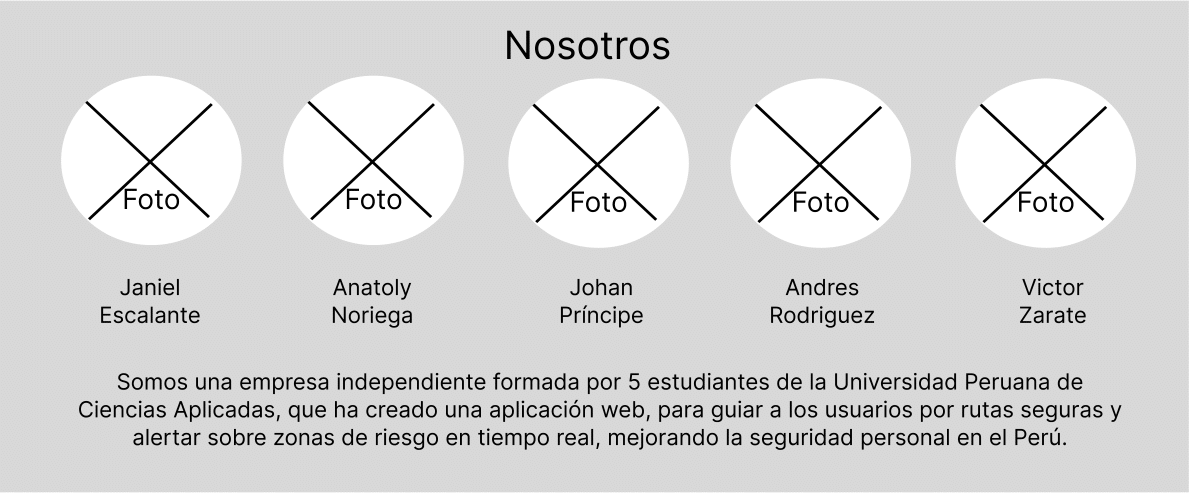 Nosotros
Foto
Foto
Foto
Foto
Foto
Janiel
Escalante
Anatoly
Noriega
Johan
Príncipe
Andres
Rodriguez
Victor
Zarate
Somos una empresa independiente formada por 5 estudiantes de la Universidad Peruana de
Ciencias Aplicadas, que ha creado una aplicación web, para guiar a los usuarios por rutas seguras y
alertar sobre zonas de riesgo en tiempo real, mejorando la seguridad personal en el Perú.